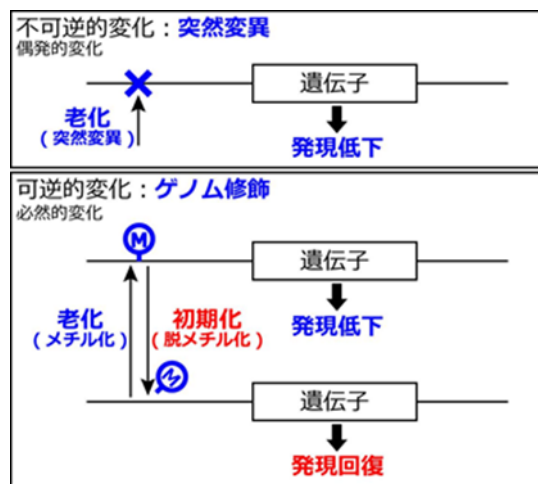 不可逆的変化：突然変異
偶発的変化
遺伝子
老化
（突然変異）
発現低下
可逆的変化：ゲノム修飾
必然的変化
M
遺伝子
老化
（メチル化）
初期化
（脱メチル化）
発現低下
M
遺伝子
発現回復